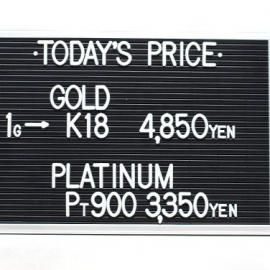 ·TODAY'S PRICE·
GOLD
1G→ K18 4,850YEN
PLATINUM
PT900 3,350YEN